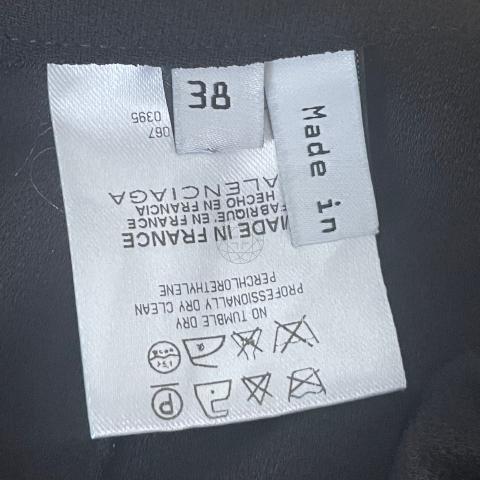 38
Made in
067
0395
ALENCIAGA
HECHO EN FRANCIA
FABRIQUE EN FRANCE
MADE IN FRANCE
PERCHLORETHYLENE
PROFESSIONALLY DRY CLEAN
NO TUMBLE DRY
P